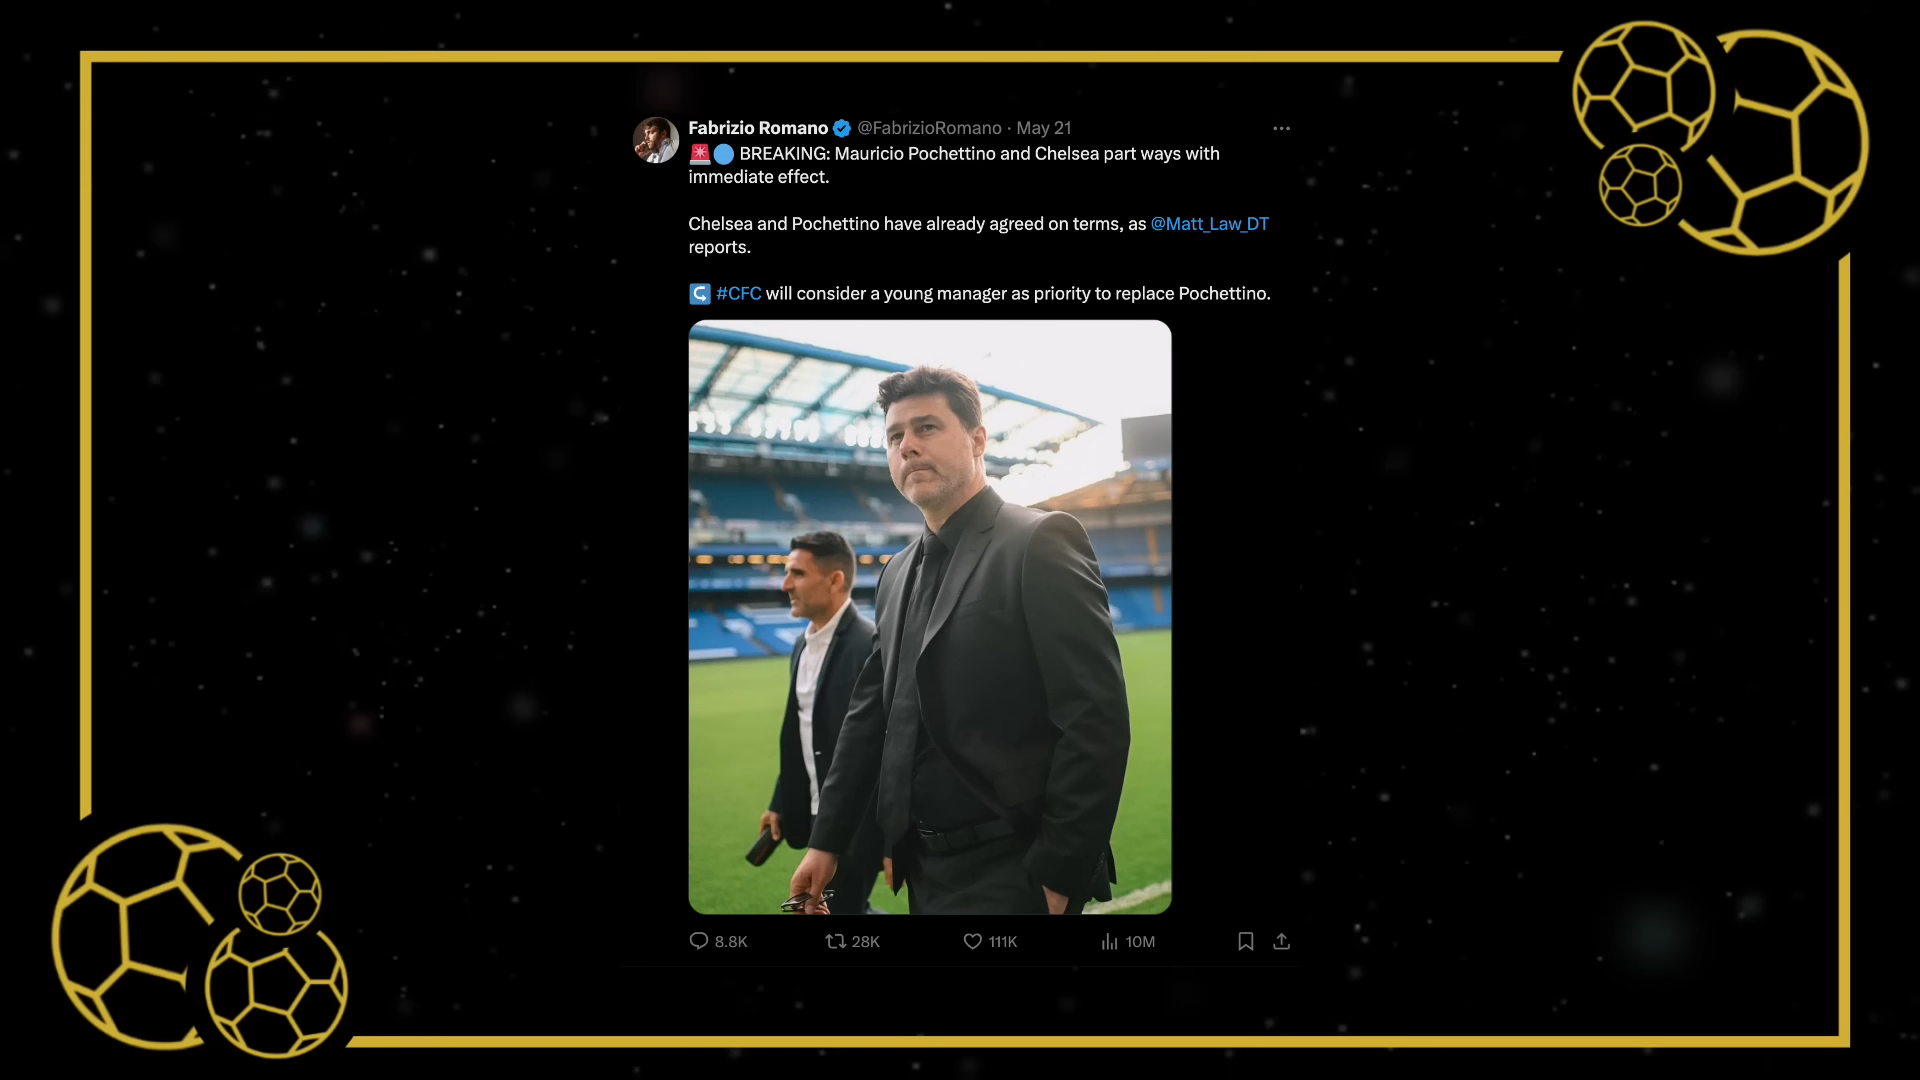 Fabrizio Romano @FabrizioRomano · May 21
BREAKING: Mauricio Pochettino and Chelsea part ways with
immediate effect.
Chelsea and Pochettino have already agreed on terms, as @Matt_Law_DT
reports.
#CFC will consider a young manager as priority to replace Pochettino.
8.8K 28K 111K 10M